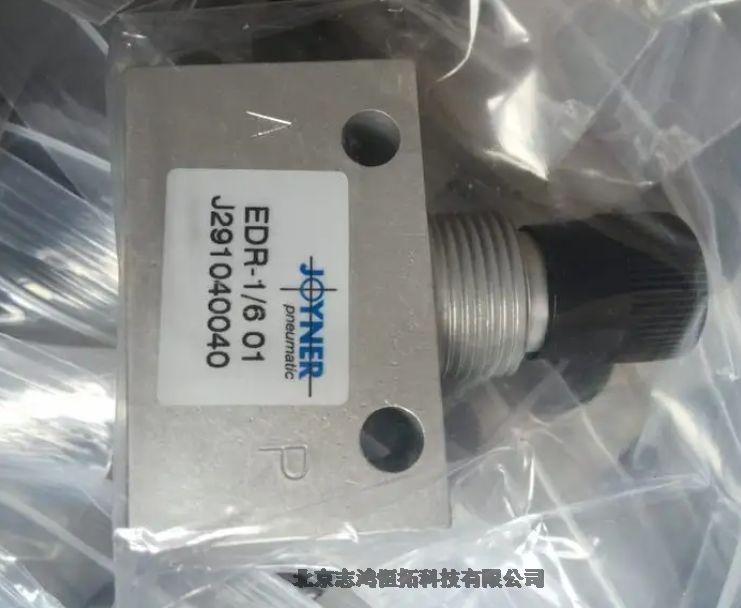 A
JOYNER
pneumatic
EDR-1/6 01
J291040040
P
北京志鸿恒拓科技有限公司